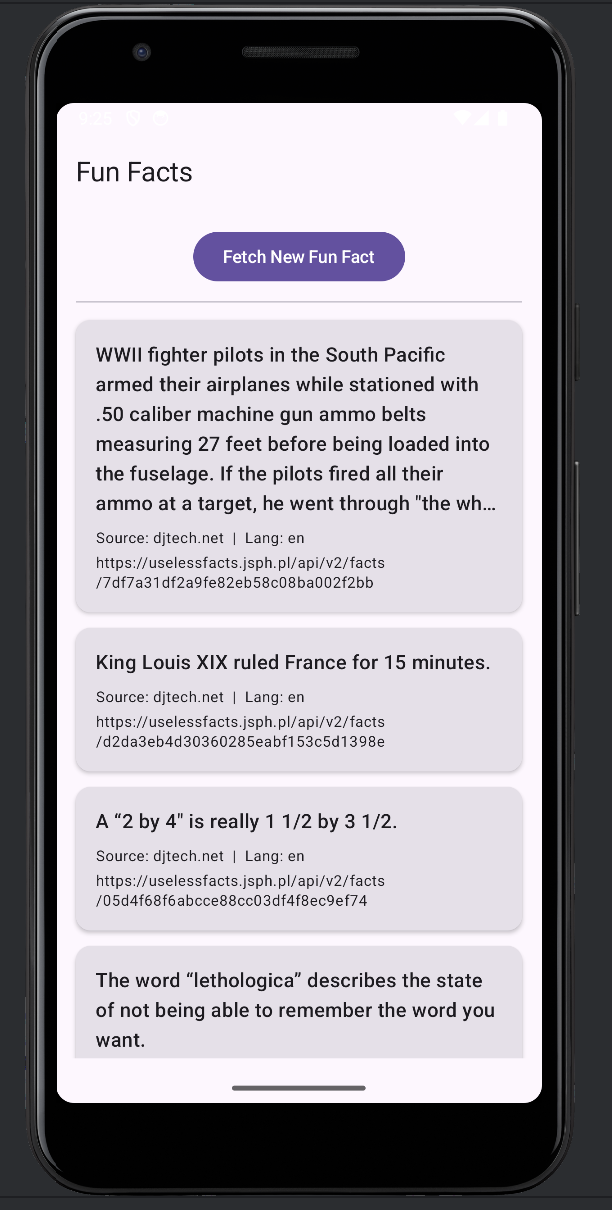 Fun Facts
Fetch New Fun Fact
WWII fighter pilots in the South Pacific
armed their airplanes while stationed with
.50 caliber machine gun ammo belts
measuring 27 feet before being loaded into
the fuselage. If the pilots fired all their
ammo at a target, he went through "the wh…
Source: djtech.net | Lang: en
https://uselessfacts.jsph.pl/api/v2/facts
/7df7a31df2a9fe82eb58c08ba002f2bb
King Louis XIX ruled France for 15 minutes.
Source: djtech.net | Lang: en
https://uselessfacts.jsph.pl/api/v2/facts
/d2da3eb4d30360285eabf153c5d1398e
A “2 by 4" is really 1 1/2 by 3 1/2.
Source: djtech.net | Lang: en
https://uselessfacts.jsph.pl/api/v2/facts
/05d4f68f6abcce88cc03df4f8ec9ef74
The word “lethologica” describes the state
of not being able to remember the word you
want.